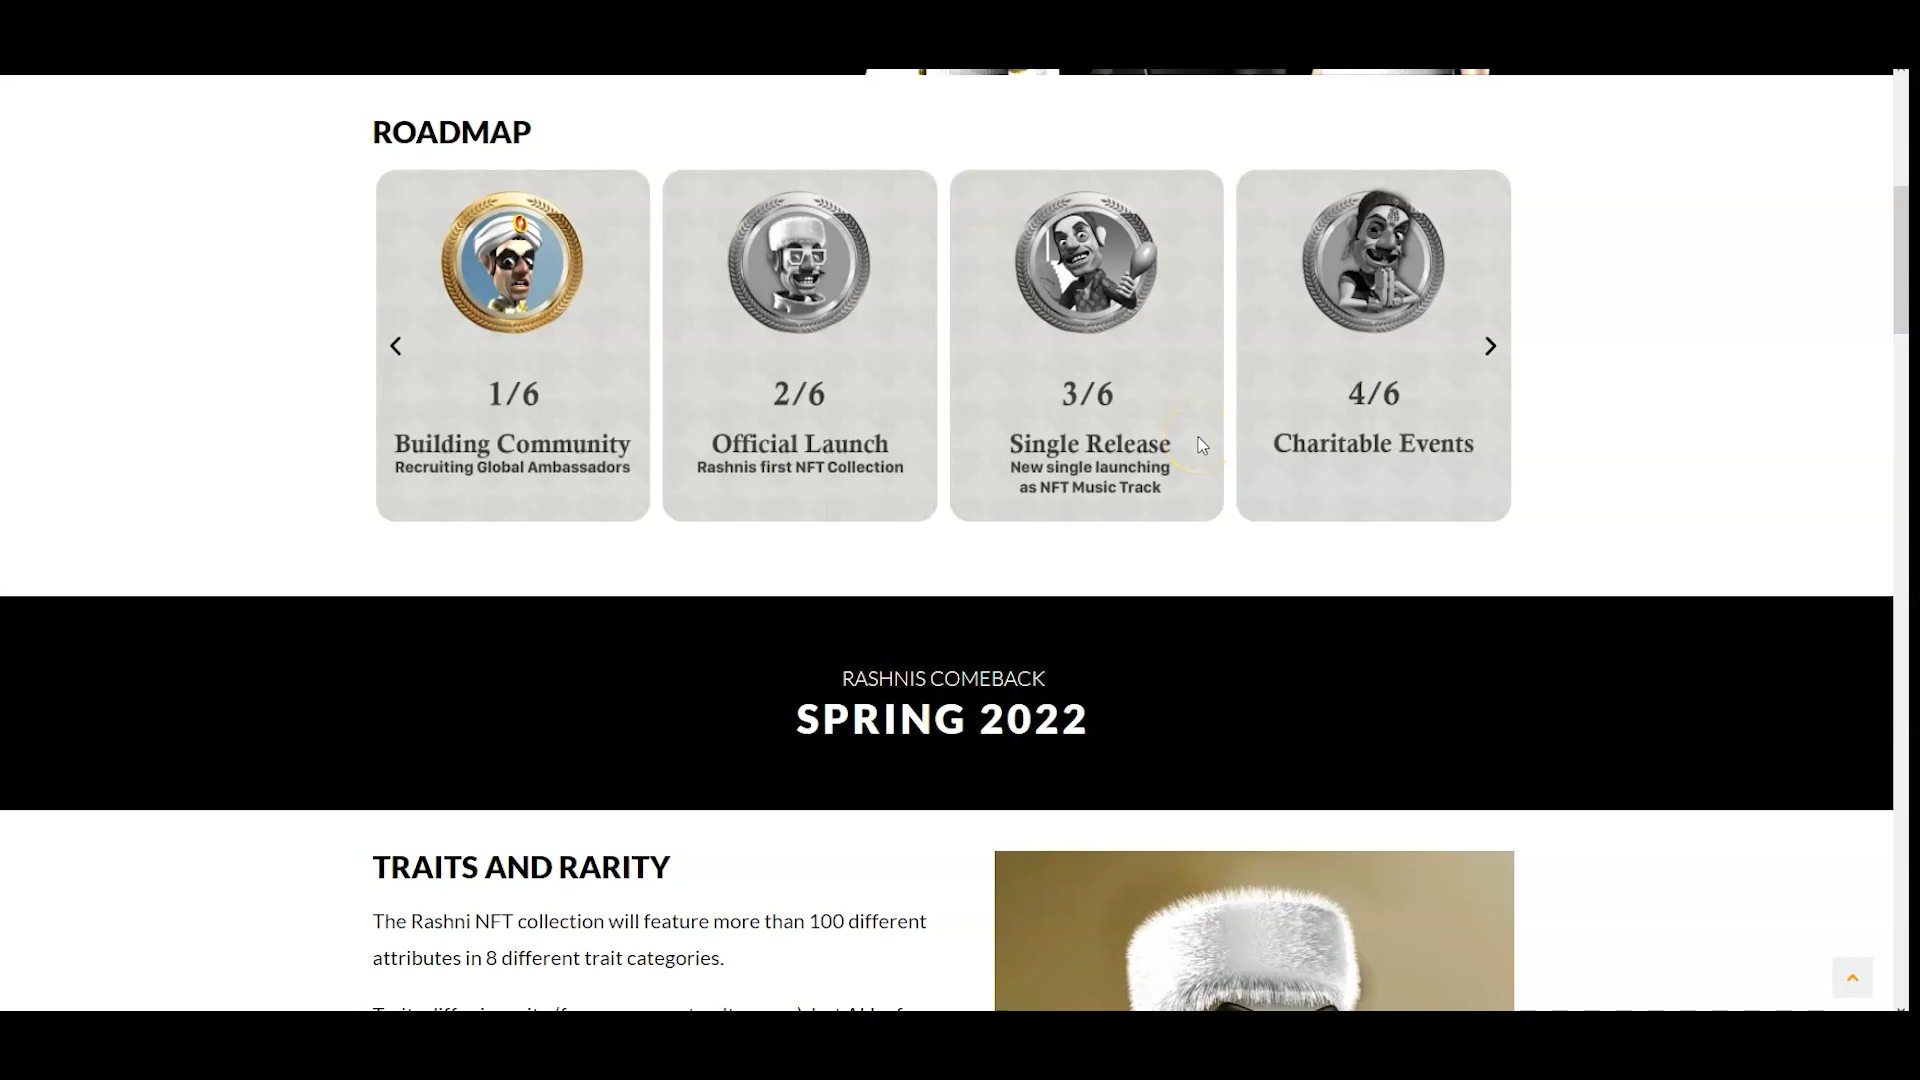 ROADMAP
1/6
Building Community
Recruiting Global Ambassadors
2/6
Official Launch
Rashnis first NFT Collection
3/6
Single Release
New single launching
as NFT Music Track
4/6
Charitable Events
RASHNIS COMEBACK
SPRING 2022
TRAITS AND RARITY
The Rashni NFT collection will feature more than 100 different
attributes in 8 different trait categories.